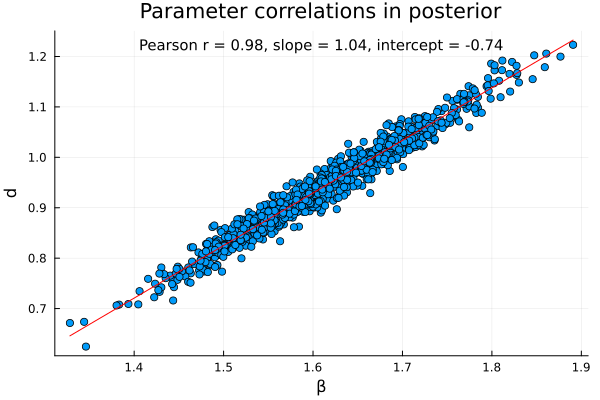 Parameter correlations in posterior
Pearson r = 0.98, slope = 1.04, intercept = -0.74
1.2
1.1
1.0
0.9
0.8
0.7
d
1.4 1.5 1.6 1.7 1.8 1.9
β